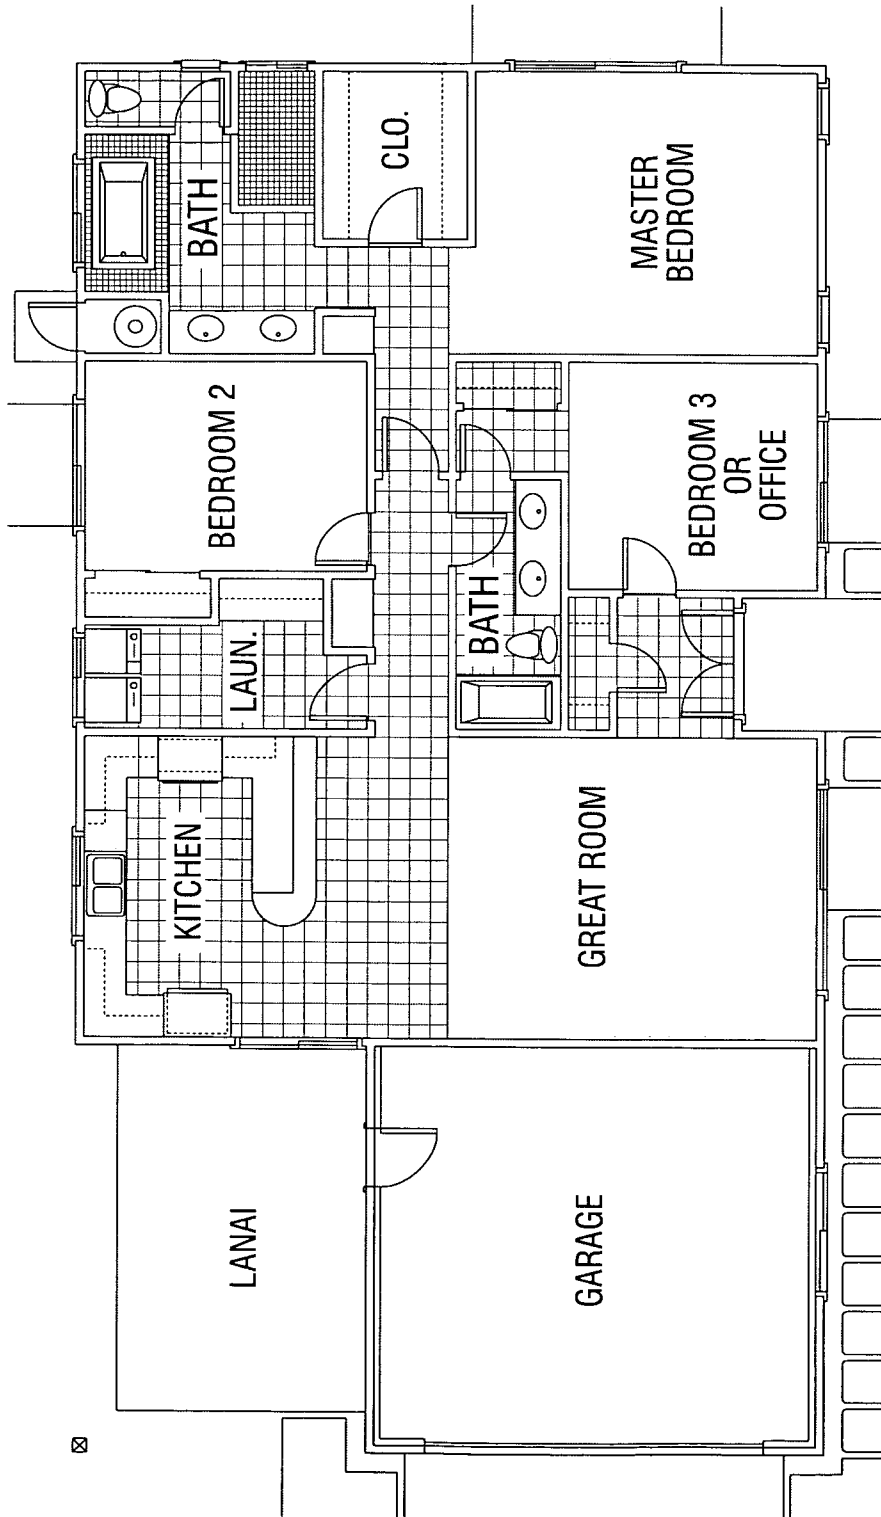 BATH
CLO.
MASTER
BEDROOM
BEDROOM 2
BEDROOM 3
OR
OFFICE
LAUN.
BATH
KITCHEN
GREAT ROOM
LANAI
GARAGE